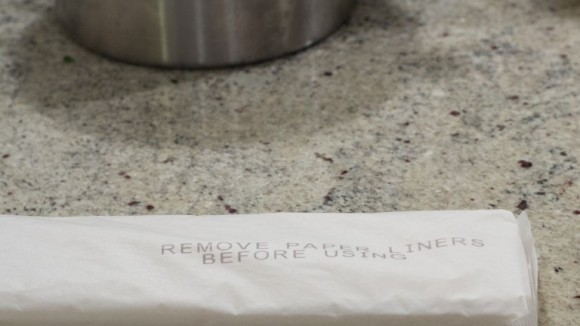 REMOVE PAPER LINERS
BEFORE USING